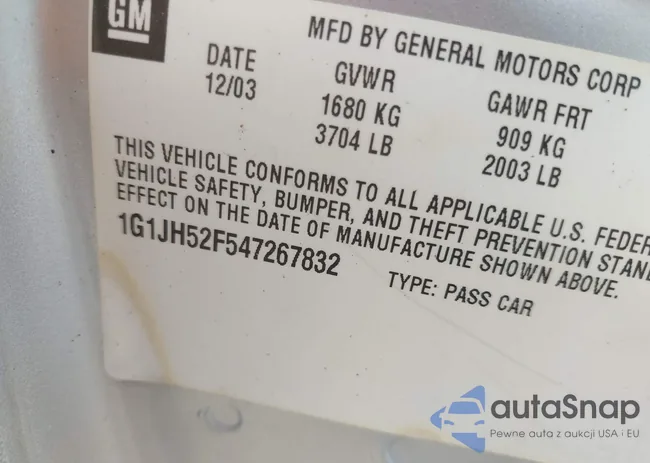 GM
MFD BY GENERAL MOTORS CORP
DATE GVWR GAWR FRT
12/03 1680 KG 909 KG
3704 LB 2003 LB
THIS VEHICLE CONFORMS TO ALL APPLICABLE U.S. FEDER
VEHICLE SAFETY, BUMPER, AND THEFT PREVENTION STAN
EFFECT ON THE DATE OF MANUFACTURE SHOWN ABOVE.
1G1JH52F547267832 TYPE: PASS CAR
autaSnap
Pewne auta z aukcji USA i EU